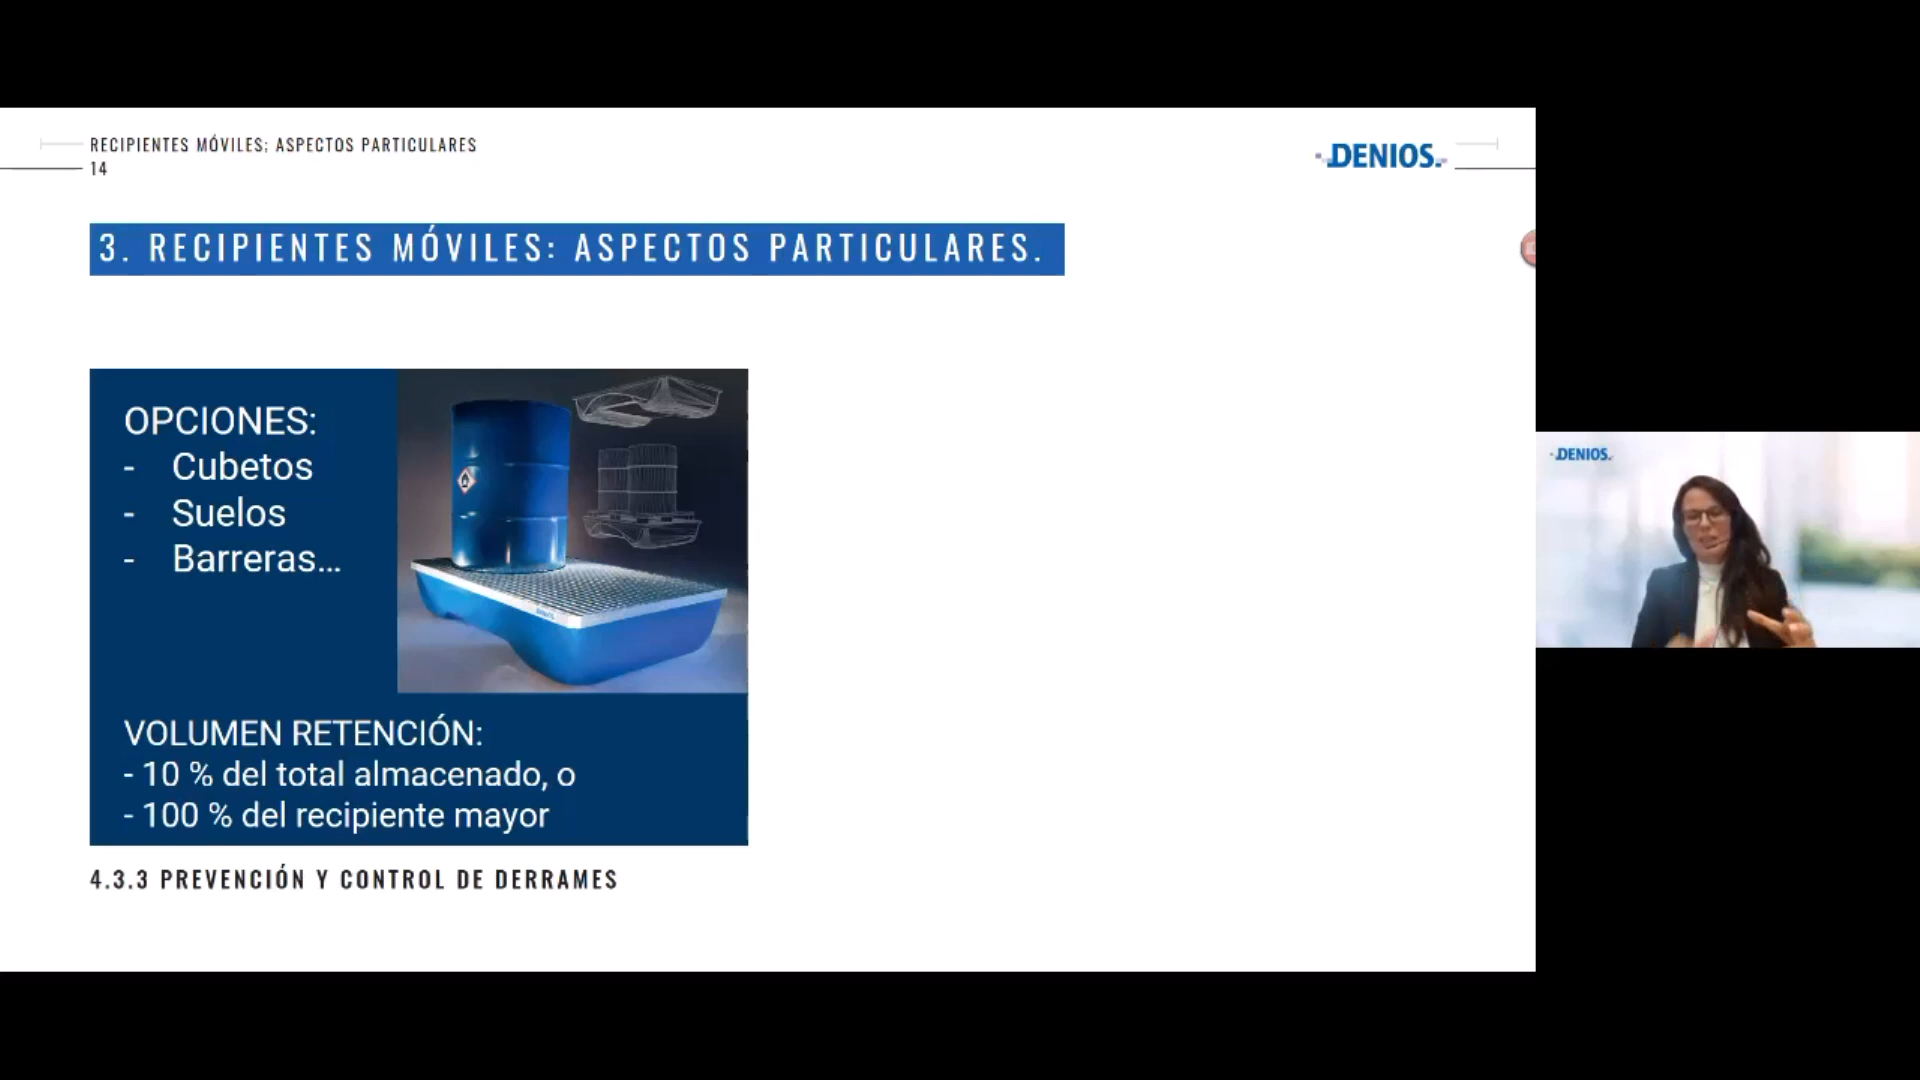 RECIPIENTES MÓVILES; ASPECTOS PARTICULARES
14
DENIOS.
3. RECIPIENTES MÓVILES: ASPECTOS PARTICULARES.
OPCIONES:
- Cubetos
- Suelos
- Barreras...
VOLUMEN RETENCIÓN:
- 10 % del total almacenado, o
- 100 % del recipiente mayor
4.3.3 PREVENCIÓN Y CONTROL DE DERRAMES
DENIOS.